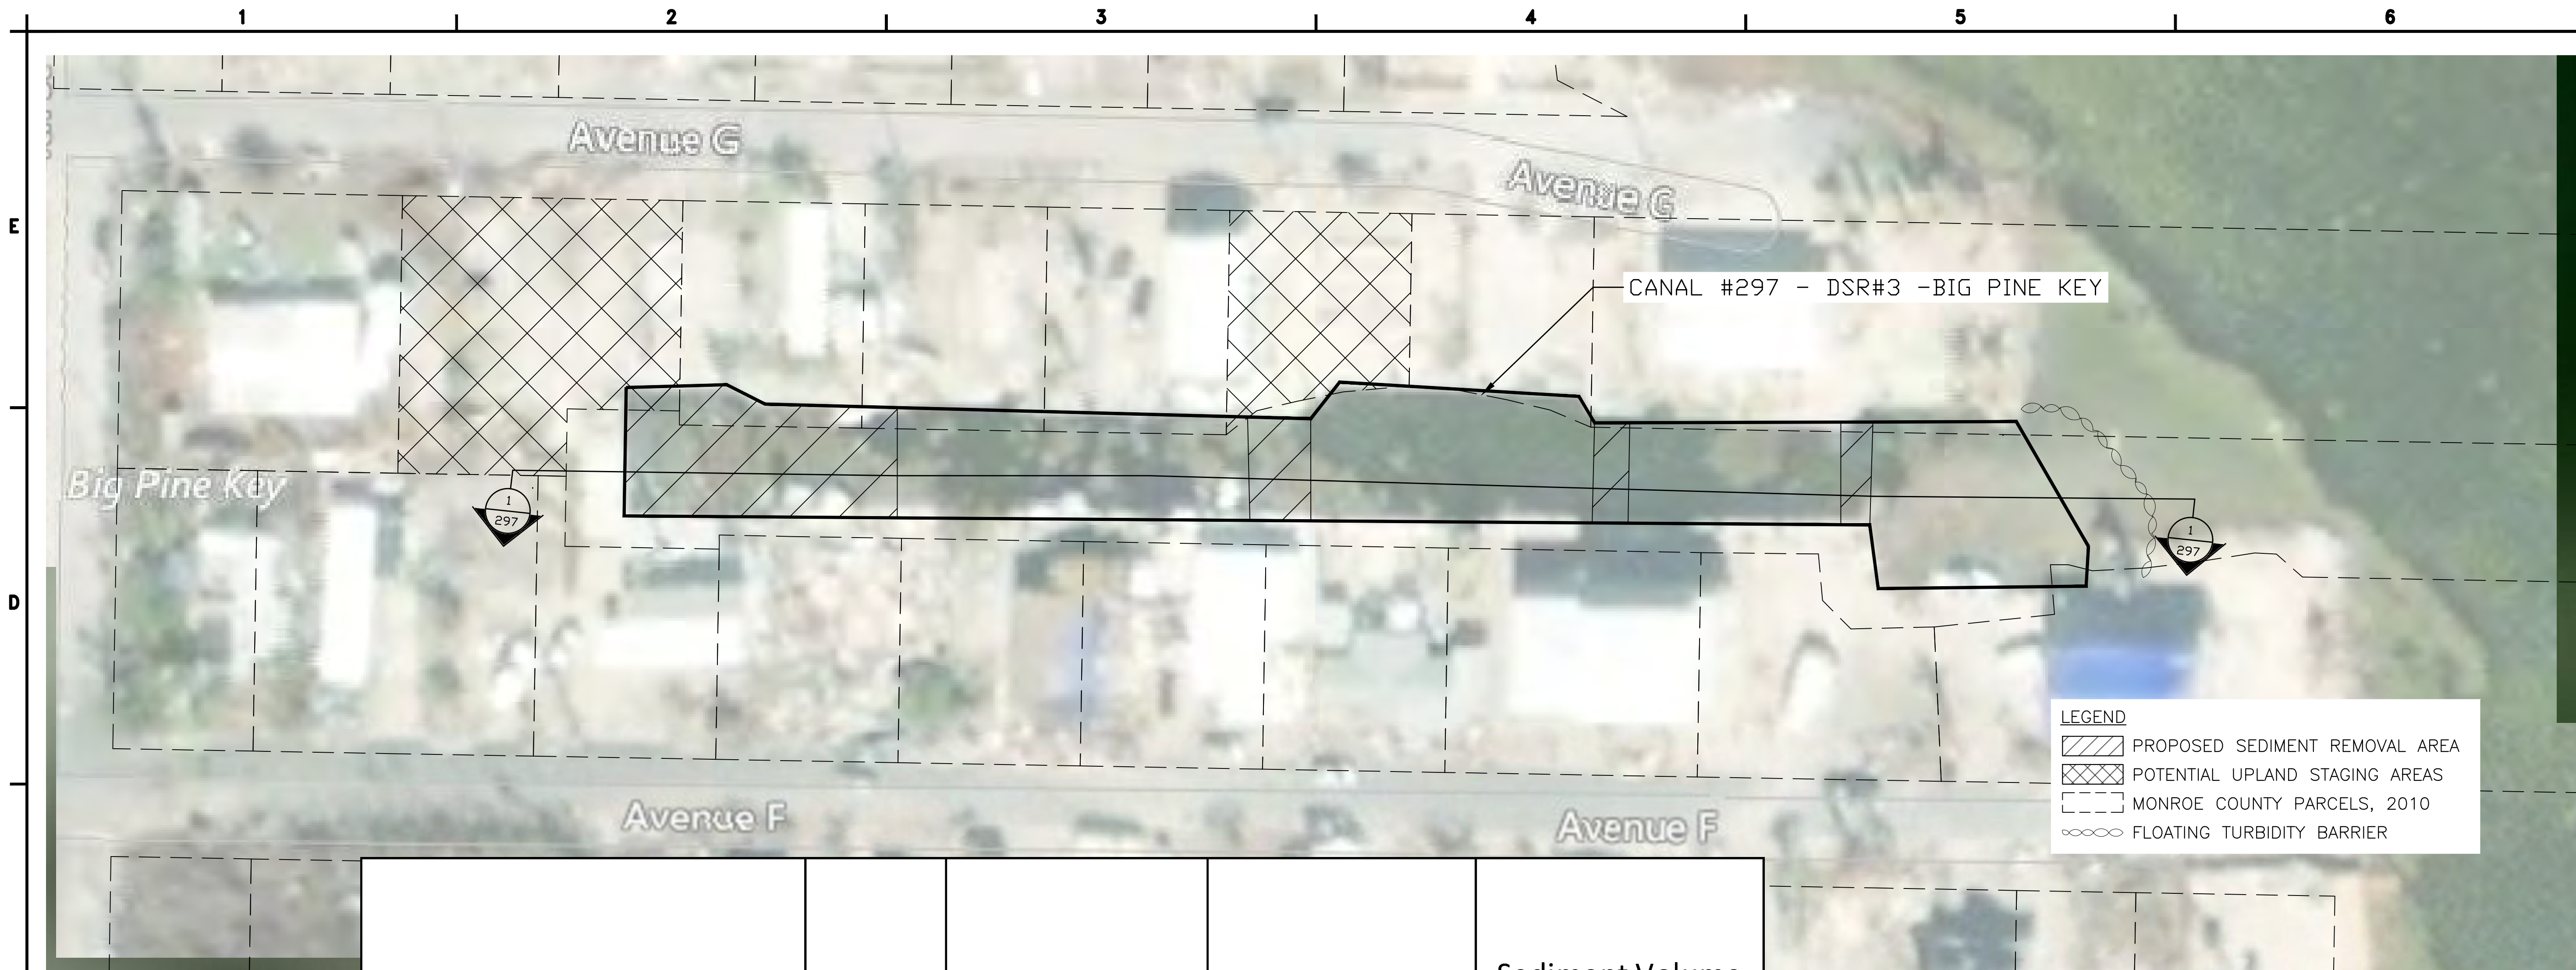 1 2 3 4 5 6
Avenue G
Avenue G
E
CANAL #297 - DSR#3 -BIG PINE KEY
Big Pine Key
1
297
1
297
D
LEGEND
PROPOSED SEDIMENT REMOVAL AREA
POTENTIAL UPLAND STAGING AREAS
MONROE COUNTY PARCELS, 2010
FLOATING TURBIDITY BARRIER
Avenue F
Avenue F
Sediment Volume